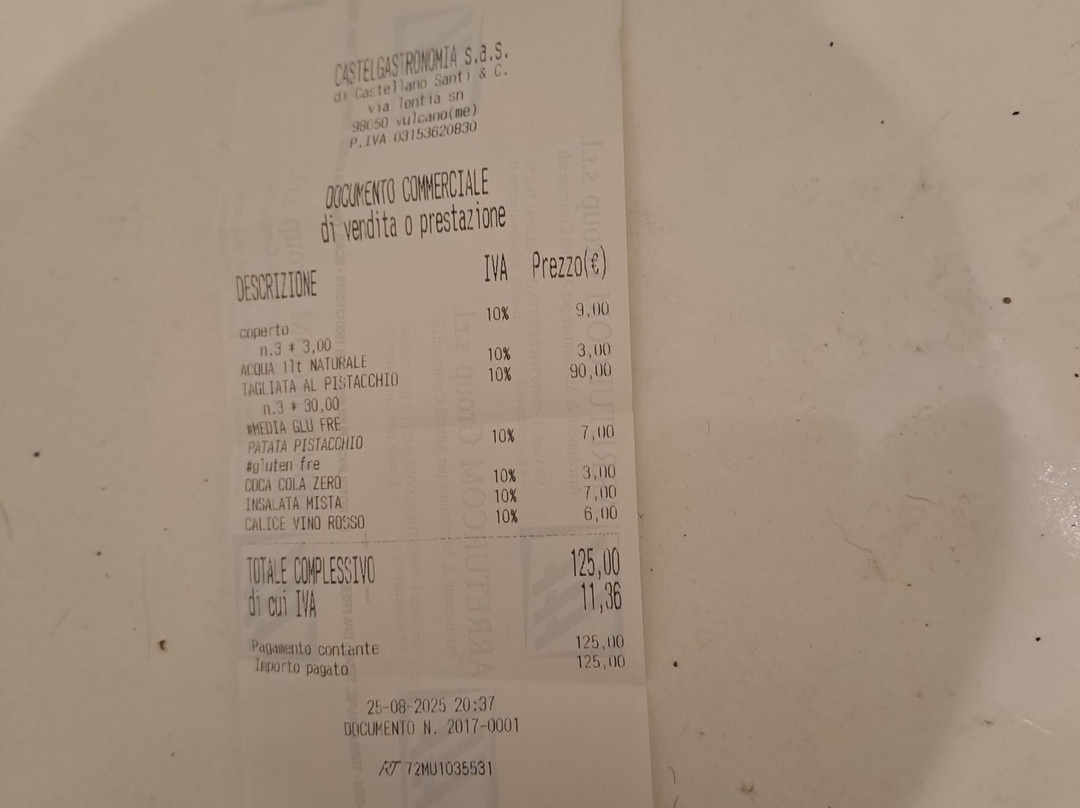 CASTELGASTRONOMIA s.a.s.
di Castellano Santi & C.
via lentia sn
98050 vulcano(me)
P.IVA 03153620830
DOCUMENTO COMMERCIALE
di vendita o prestazione
DESCRIZIONE IVA Prezzo(€)
coperto 10% 9,00
n.3 * 3,00
ACQUA 1lt NATURALE 10% 3,00
TAGLIATA AL PISTACCHIO 10% 90,00
n.3 * 30,00
#MEDIA GLU FRE
PATATA PISTACCHIO 10% 7,00
#gluten fre
COCA COLA ZERO 10% 3,00
INSALATA MISTA 10% 7,00
CALICE VINO ROSSO 10% 6,00
TOTALE COMPLESSIVO 125,00
di cui IVA 11,36
Pagamento contante 125,00
Importo pagato 125,00
25-08-2025 20:37
DOCUMENTO N. 2017-0001
RT 72MU1035531